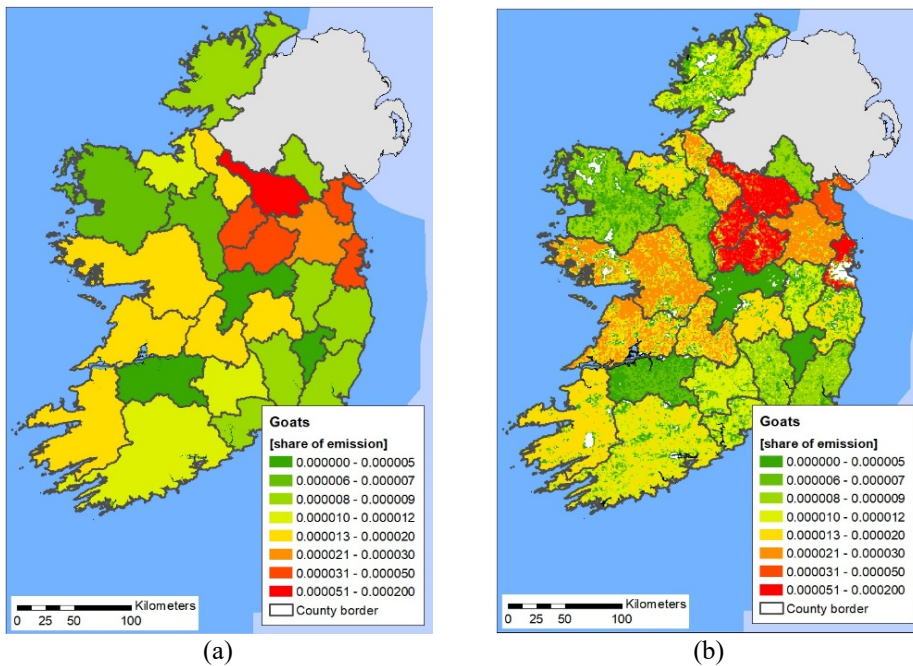 Goats
[share of emission]
0.000000 - 0.000005
0.000006 - 0.000007
0.000008 - 0.000009
0.000010 - 0.000012
0.000013 - 0.000020
0.000021 - 0.000030
0.000031 - 0.000050
0.000051 - 0.000200
County border
Kilometers
0 25 50 100
(a)
Goats
[share of emission]
0.000000 - 0.000005
0.000006 - 0.000007
0.000008 - 0.000009
0.000010 - 0.000012
0.000013 - 0.000020
0.000021 - 0.000030
0.000031 - 0.000050
0.000051 - 0.000200
County border
Kilometers
0 25 50 100
(b)